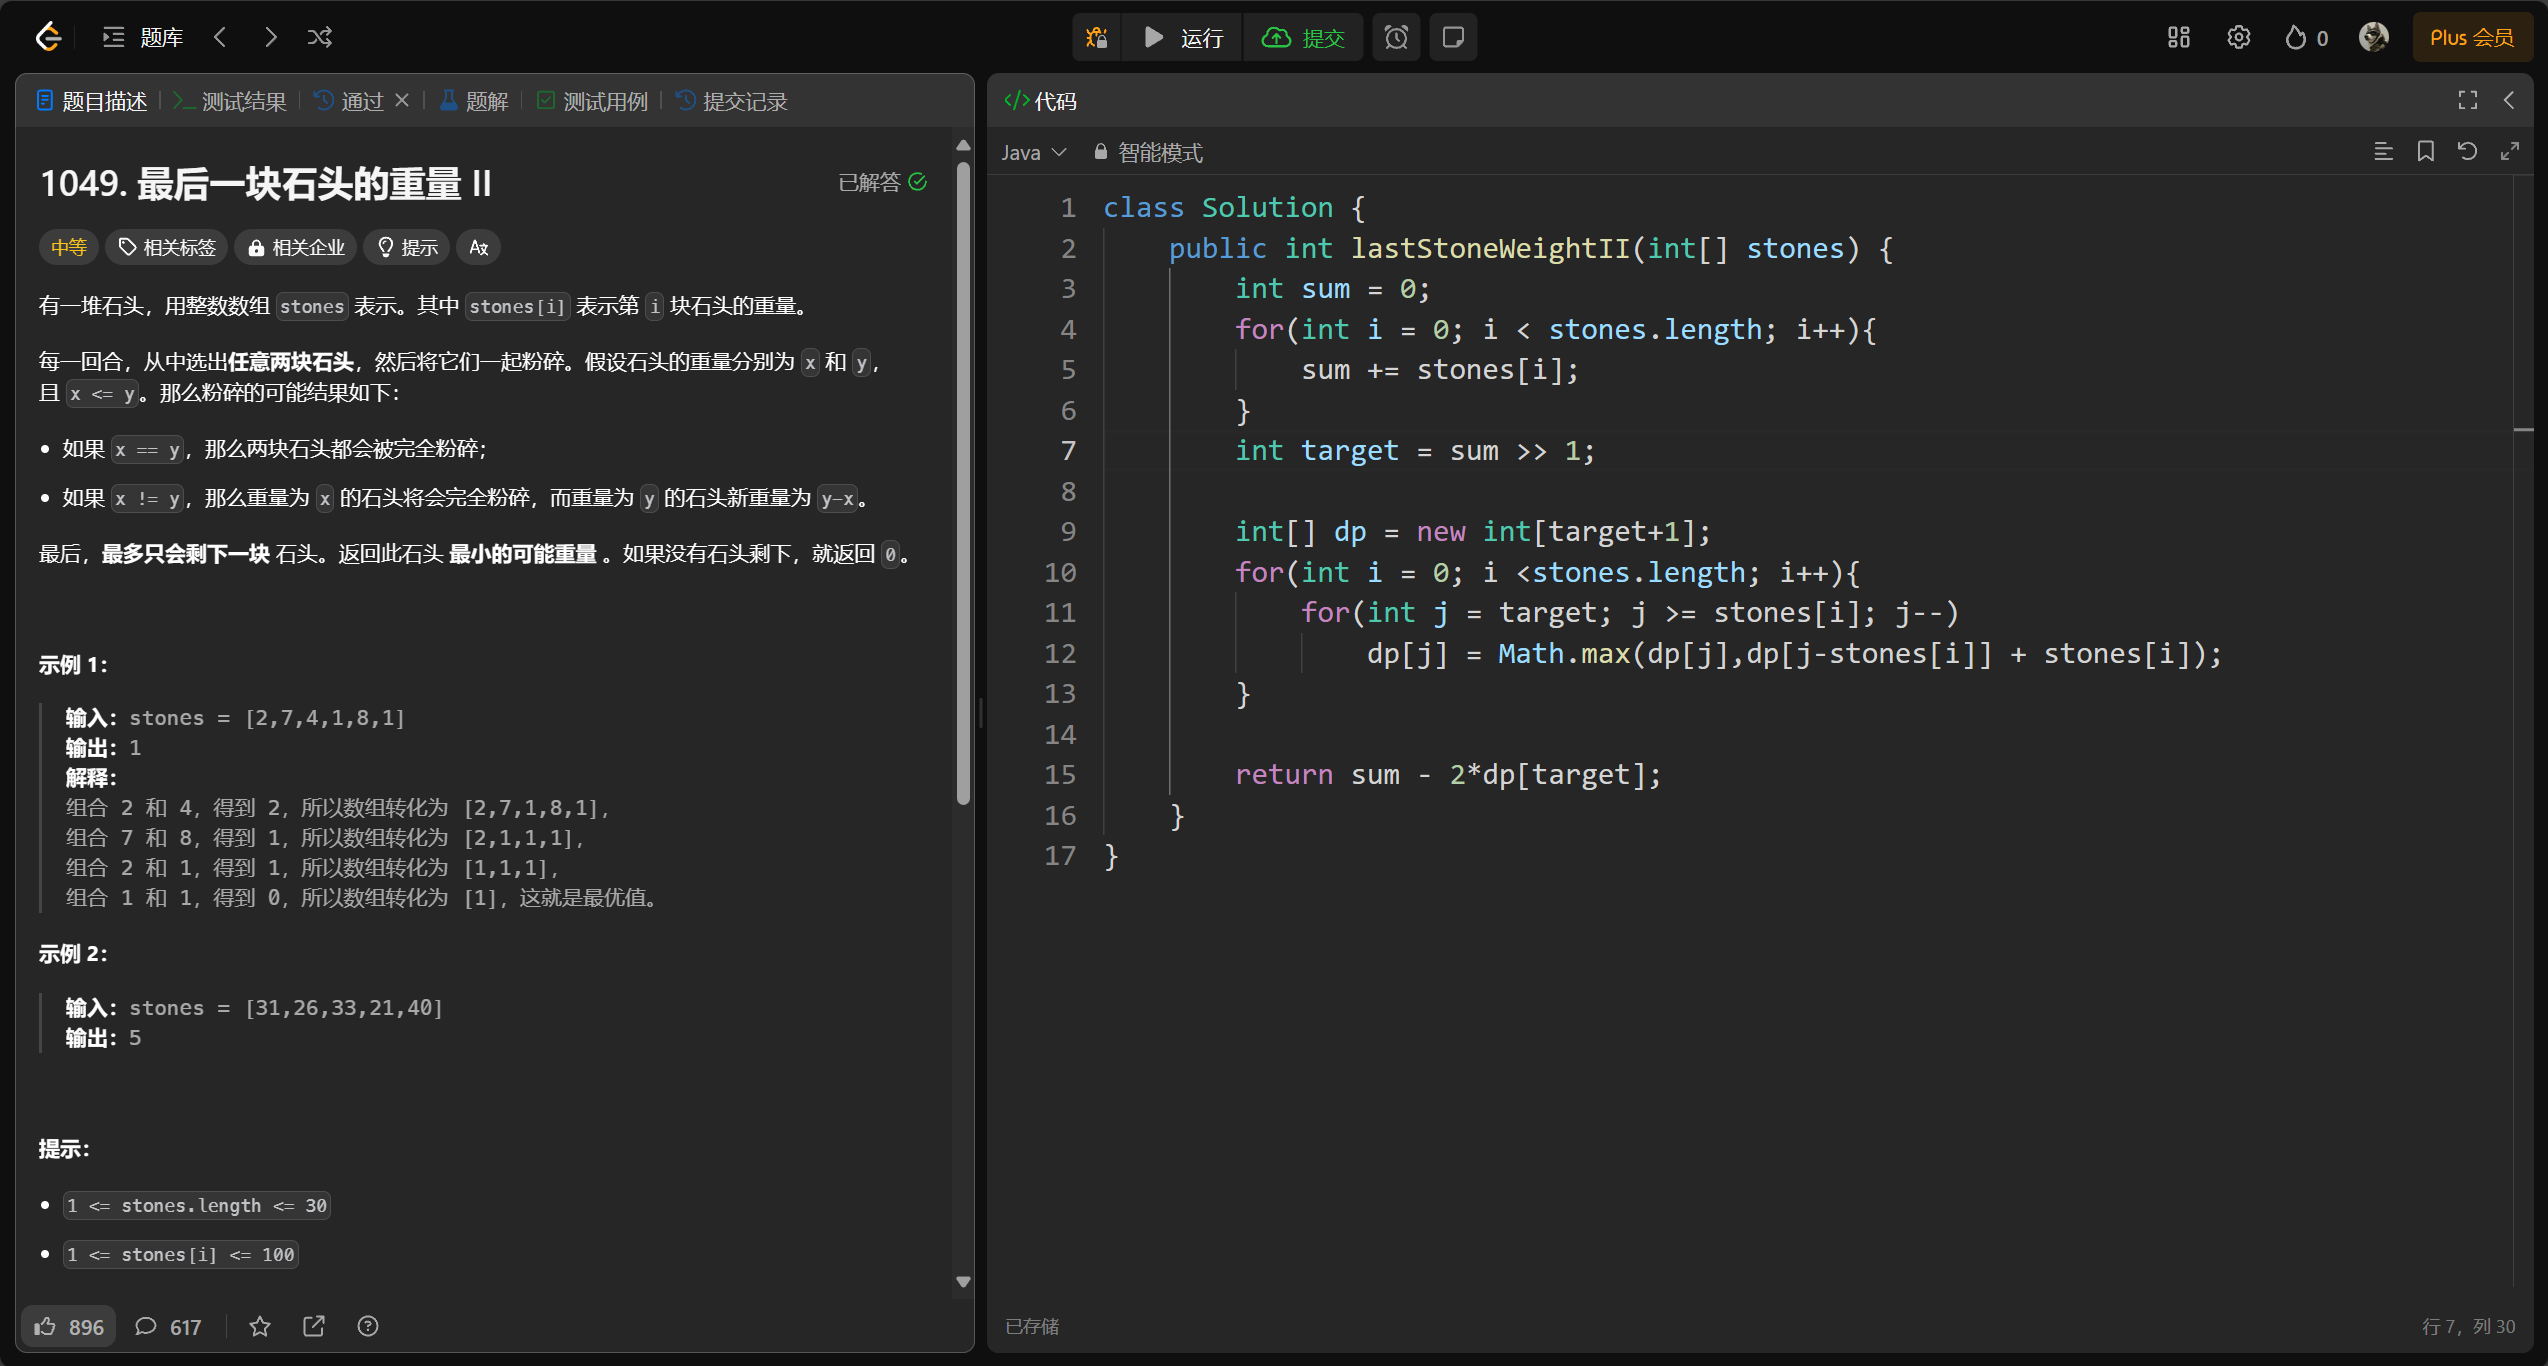 题库
运行
提交
0
Plus 会员
题目描述
测试结果
通过
题解
测试用例
提交记录
1049. 最后一块石头的重量 II
已解答
中等
相关标签
相关企业
提示
有一堆石头，用整数数组 stones 表示。其中 stones[i] 表示第 i 块石头的重量。
每一回合，从中选出任意两块石头，然后将它们一起粉碎。假设石头的重量分别为 x 和 y，
且 x <= y。那么粉碎的可能结果如下：
• 如果 x == y，那么两块石头都会被完全粉碎；
• 如果 x != y，那么重量为 x 的石头将会完全粉碎，而重量为 y 的石头新重量为 y-x。
最后，最多只会剩下一块 石头。返回此石头 最小的可能重量 。如果没有石头剩下，就返回 0。
示例 1：
输入：stones = [2,7,4,1,8,1]
输出：1
解释：
组合 2 和 4，得到 2，所以数组转化为 [2,7,1,8,1]，
组合 7 和 8，得到 1，所以数组转化为 [2,1,1,1]，
组合 2 和 1，得到 1，所以数组转化为 [1,1,1]，
组合 1 和 1，得到 0，所以数组转化为 [1]，这就是最优值。
示例 2：
输入：stones = [31,26,33,21,40]
输出：5
提示：
• 1 <= stones.length <= 30
• 1 <= stones[i] <= 100
896
617
</> 代码
Java
智能模式
1 class Solution {
2     public int lastStoneWeightII(int[] stones) {
3         int sum = 0;
4         for(int i = 0; i < stones.length; i++){
5             sum += stones[i];
6         }
7         int target = sum >> 1;
8
9         int[] dp = new int[target+1];
10         for(int i = 0; i <stones.length; i++){
11             for(int j = target; j >= stones[i]; j--)
12                 dp[j] = Math.max(dp[j],dp[j-stones[i]] + stones[i]);
13         }
14
15         return sum - 2*dp[target];
16     }
17 }
已存储
行 7，列 30